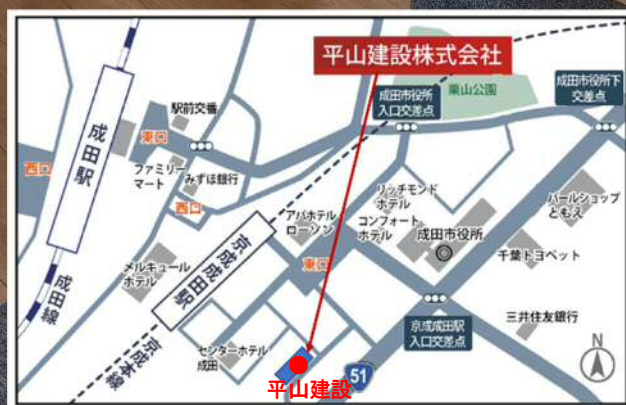 平山建設株式会社
成田市役所
入口交差点
栗山公園
成田市役所下
交差点
駅前交番
成田駅
東口
西口
ファミリー
マート
みずほ銀行
西口
リッチモンド
ホテル
アパホテル
ローソン
コンフォート
ホテル
成田市役所
パールショップ
ともえ
千葉トヨペット
京成成田駅
東口
メルキュール
ホテル
成田線
京成本線
センターホテル
成田
京成成田駅
入口交差点
三井住友銀行
N
51
平山建設